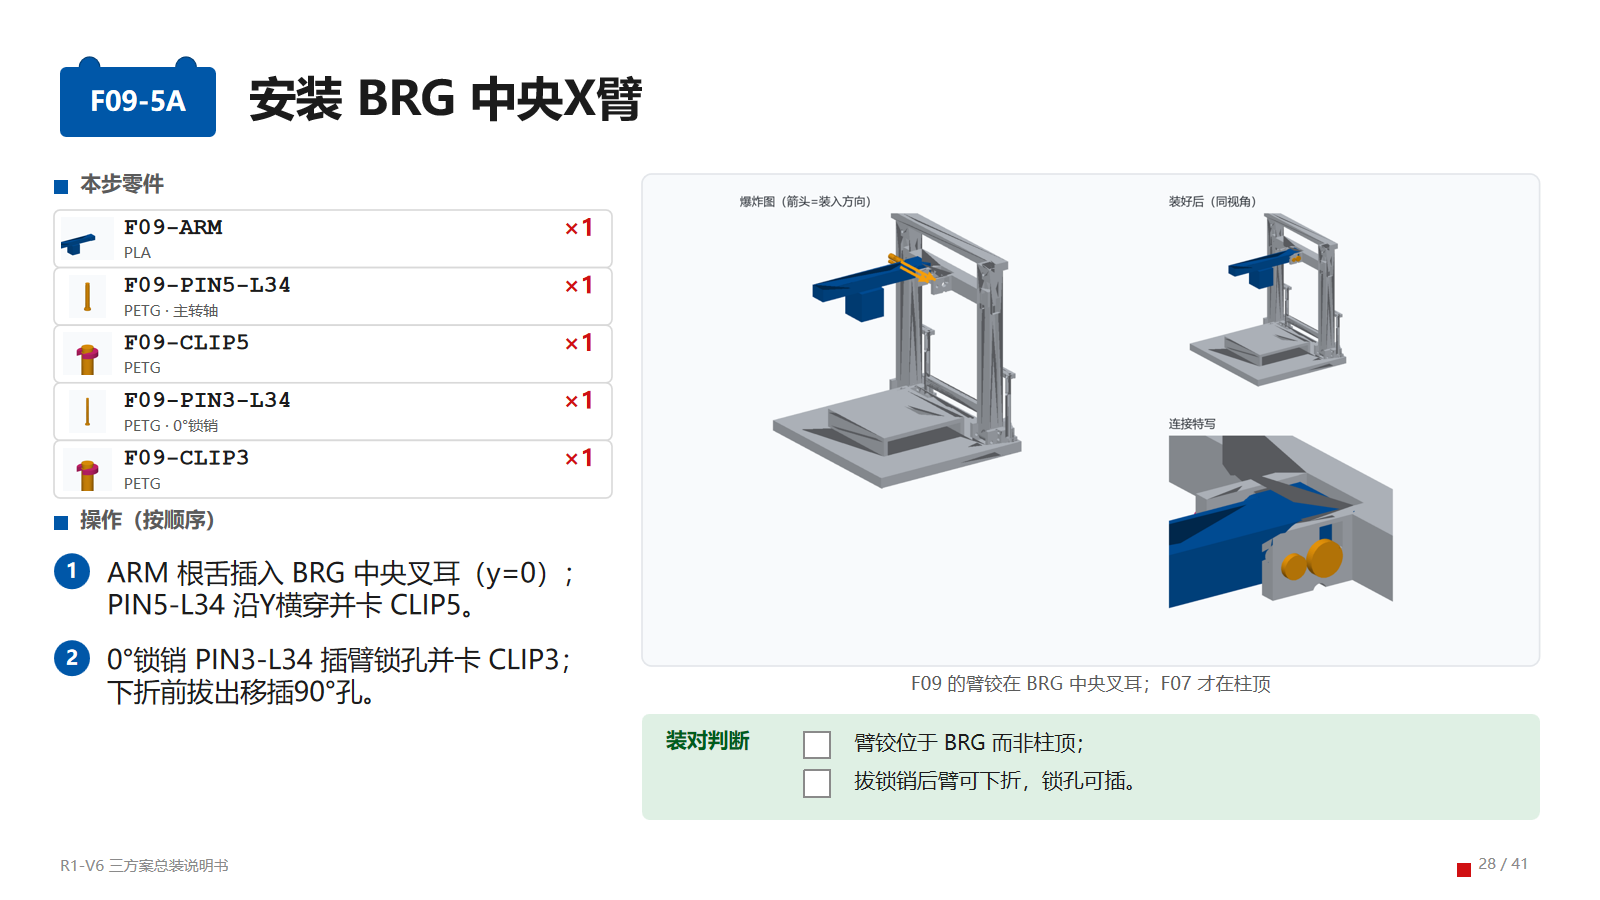 F09-5A
安装 BRG 中央X臂
本步零件
F09-ARM ×1
PLA
F09-PIN5-L34 ×1
PETG · 主转轴
F09-CLIP5 ×1
PETG
F09-PIN3-L34 ×1
PETG · 0°锁销
F09-CLIP3 ×1
PETG
操作（按顺序）
1 ARM 根舌插入 BRG 中央叉耳（y=0）；
PIN5-L34 沿Y横穿并卡 CLIP5。
2 0°锁销 PIN3-L34 插臂锁孔并卡 CLIP3；
下折前拔出移插90°孔。
爆炸图（箭头=装入方向）
装好后（同视角）
连接特写
F09 的臂铰在 BRG 中央叉耳；F07 才在柱顶
装对判断
臂铰位于 BRG 而非柱顶；
拔锁销后臂可下折，锁孔可插。
R1-V6 三方案总装说明书
28 / 41